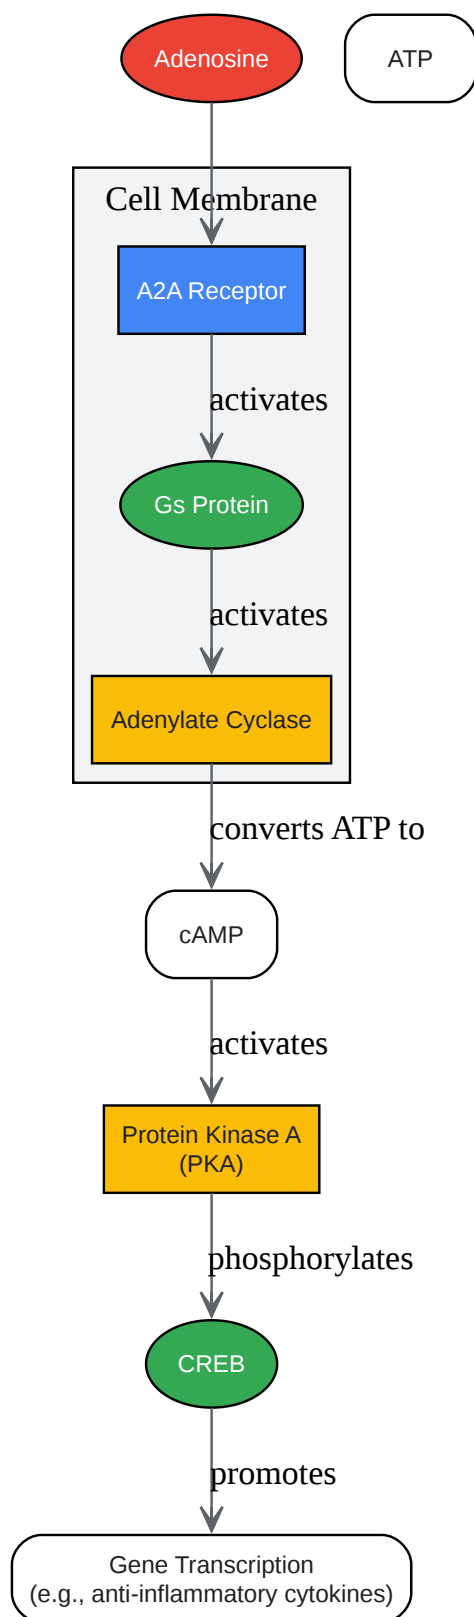 Adenosine
ATP
Cell Membrane
A2A Receptor
activates
Gs Protein
activates
Adenylate Cyclase
converts ATP to
cAMP
activates
Protein Kinase A
(PKA)
phosphorylates
CREB
promotes
Gene Transcription
(e.g., anti-inflammatory cytokines)